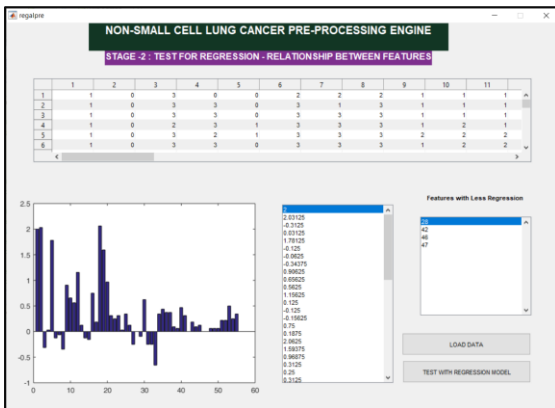 regalpre
NON-SMALL CELL LUNG CANCER PRE-PROCESSING ENGINE
STAGE -2 : TEST FOR REGRESSION - RELATIONSHIP BETWEEN FEATURES
1 2 3 4 5 6 7 8 9 10 11
1 1 0 3 0 0 2 2 2 1 1 1
2 1 0 3 3 0 3 1 3 1 1 1
3 1 0 3 3 0 3 3 3 1 1 1
4 1 0 2 3 1 3 3 3 1 2 1
5 1 0 3 2 1 3 3 3 2 2 2
6 1 0 3 3 0 3 3 3 1 2 2
2.5
2
1.5
1
0.5
0
-0.5
-1
0 10 20 30 40 50 60
2
2.03125
-0.3125
0.03125
1.78125
-0.125
-0.0625
-0.34375
0.90625
0.65625
0.5625
1.15625
0.125
-0.125
-0.15625
0.75
0.1875
2.0625
1.59375
0.96875
0.3125
0.25
0.3125
Features with Less Regression
42
46
47
LOAD DATA
TEST WITH REGRESSION MODEL